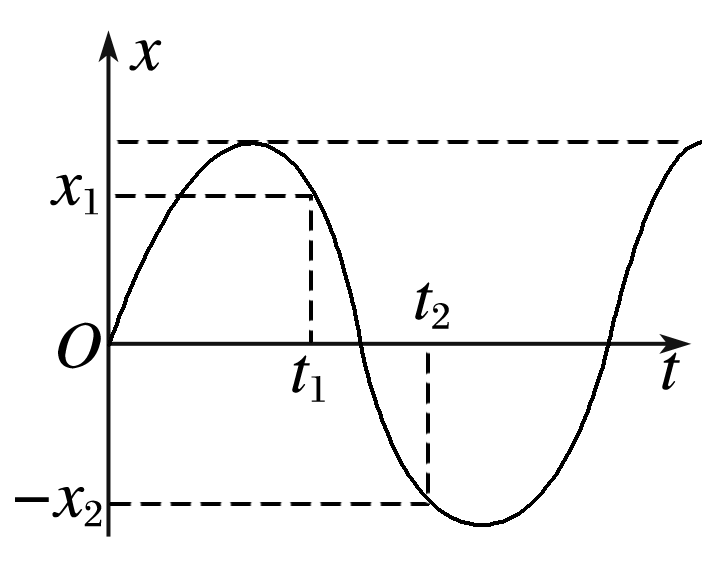 x
x₁
t₂
O
t₁
t
−x₂